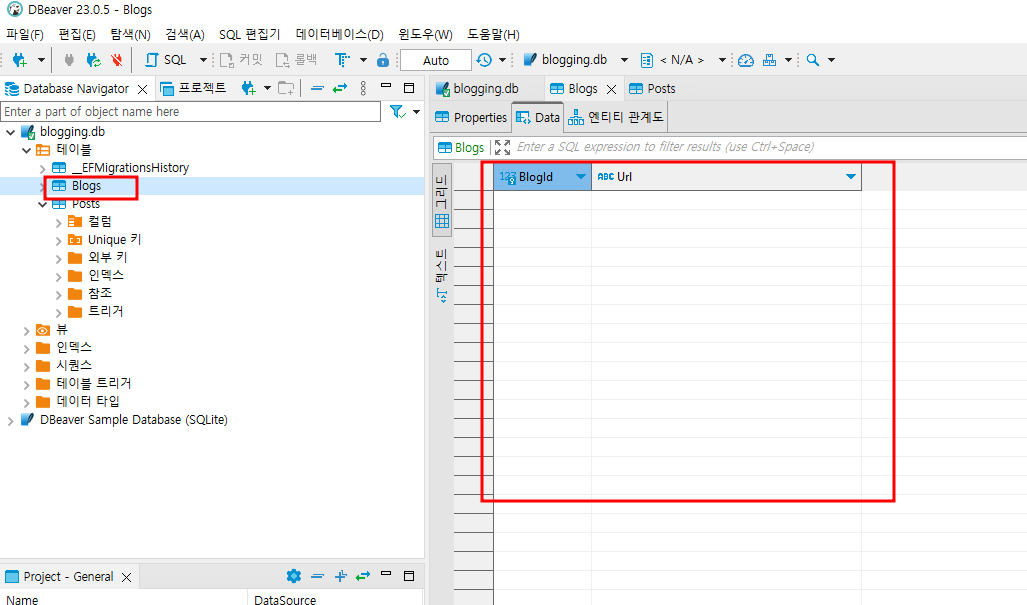 DBeaver 23.0.5 - Blogs
파일(F) 편집(E) 탐색(N) 검색(A) SQL 편집기 데이터베이스(D) 윈도우(W) 도움말(H)
SQL 커밋 롤백 Auto blogging.db < N/A >
Database Navigator 프로젝트
Enter a part of object name here
blogging.db
테이블
__EFMigrationsHistory
Blogs
Posts
컬럼
Unique 키
외부 키
인덱스
참조
트리거
뷰
인덱스
시퀀스
테이블 트리거
데이터 타입
DBeaver Sample Database (SQLite)
Project - General
Name DataSource
blogging.db Blogs Posts
Properties Data 엔티티 관계도
Blogs Enter a SQL expression to filter results (use Ctrl+Space)
그리드
텍스트
123 BlogId ABC Url